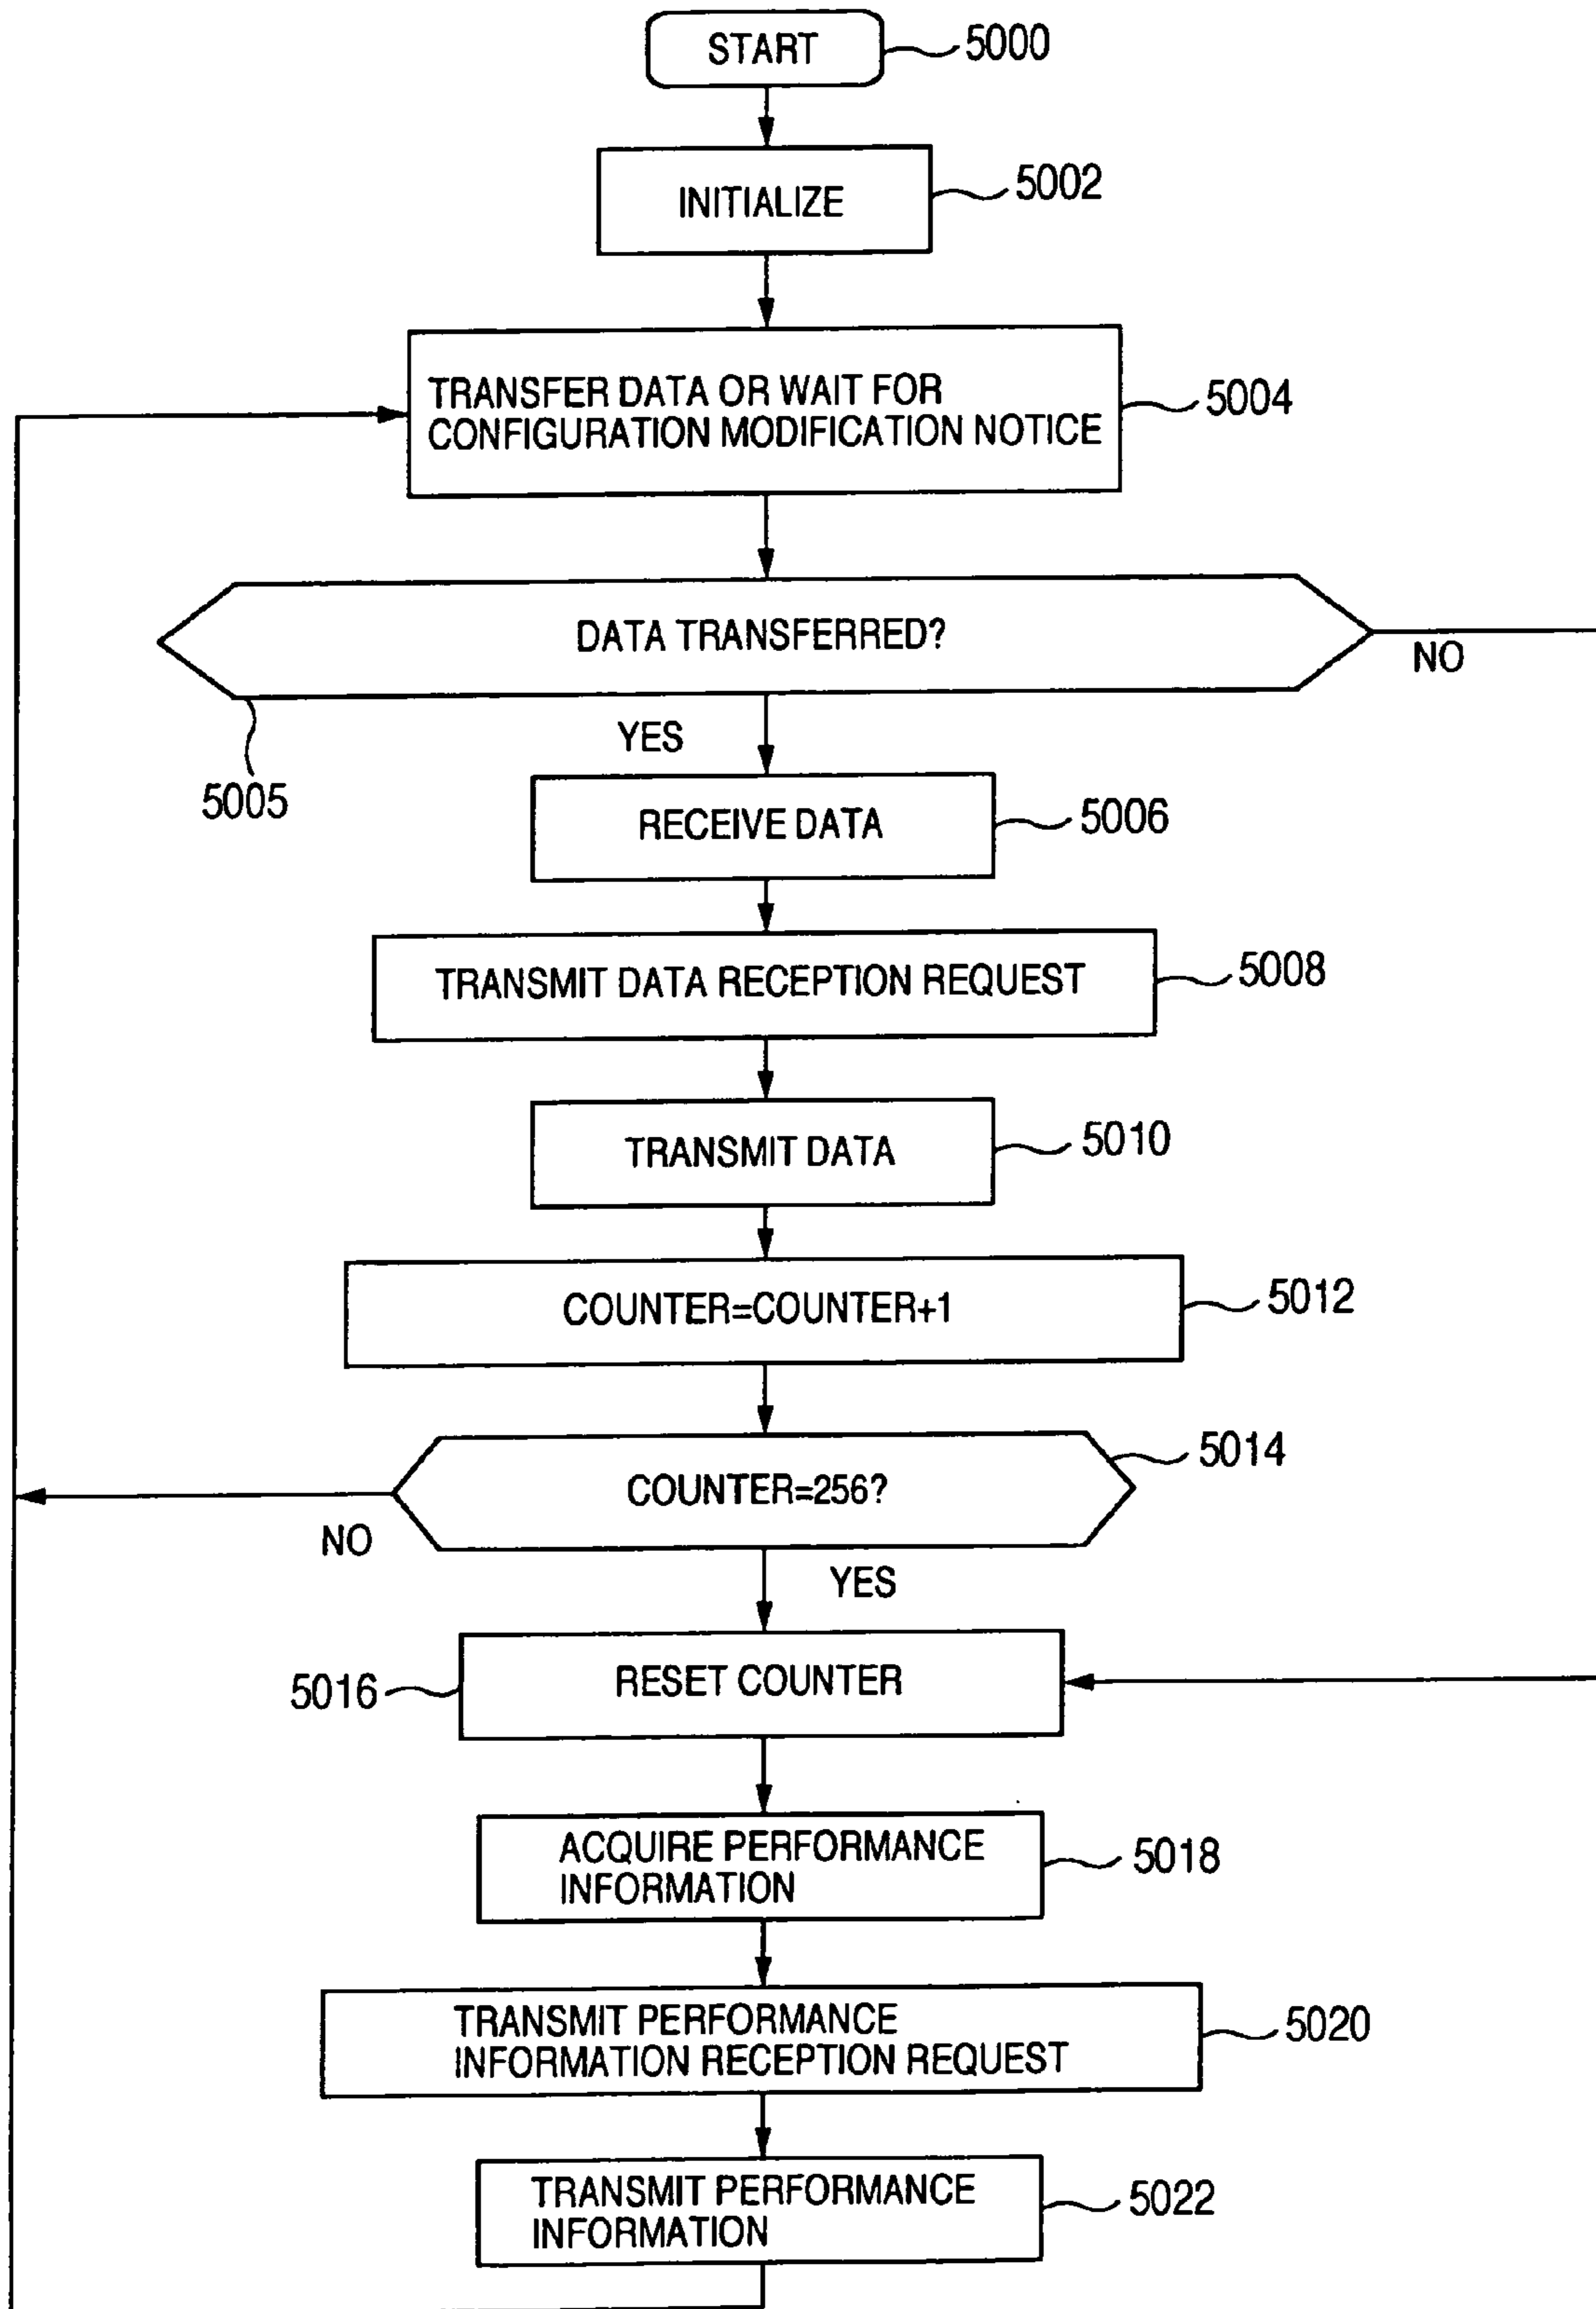 START
5000
INITIALIZE
5002
TRANSFER DATA OR WAIT FOR
CONFIGURATION MODIFICATION NOTICE
5004
DATA TRANSFERRED?
NO
YES
5005
RECEIVE DATA
5006
TRANSMIT DATA RECEPTION REQUEST
5008
TRANSMIT DATA
5010
COUNTER=COUNTER+1
5012
COUNTER=256?
5014
NO
YES
RESET COUNTER
5016
ACQUIRE PERFORMANCE
INFORMATION
5018
TRANSMIT PERFORMANCE
INFORMATION RECEPTION REQUEST
5020
TRANSMIT PERFORMANCE
INFORMATION
5022